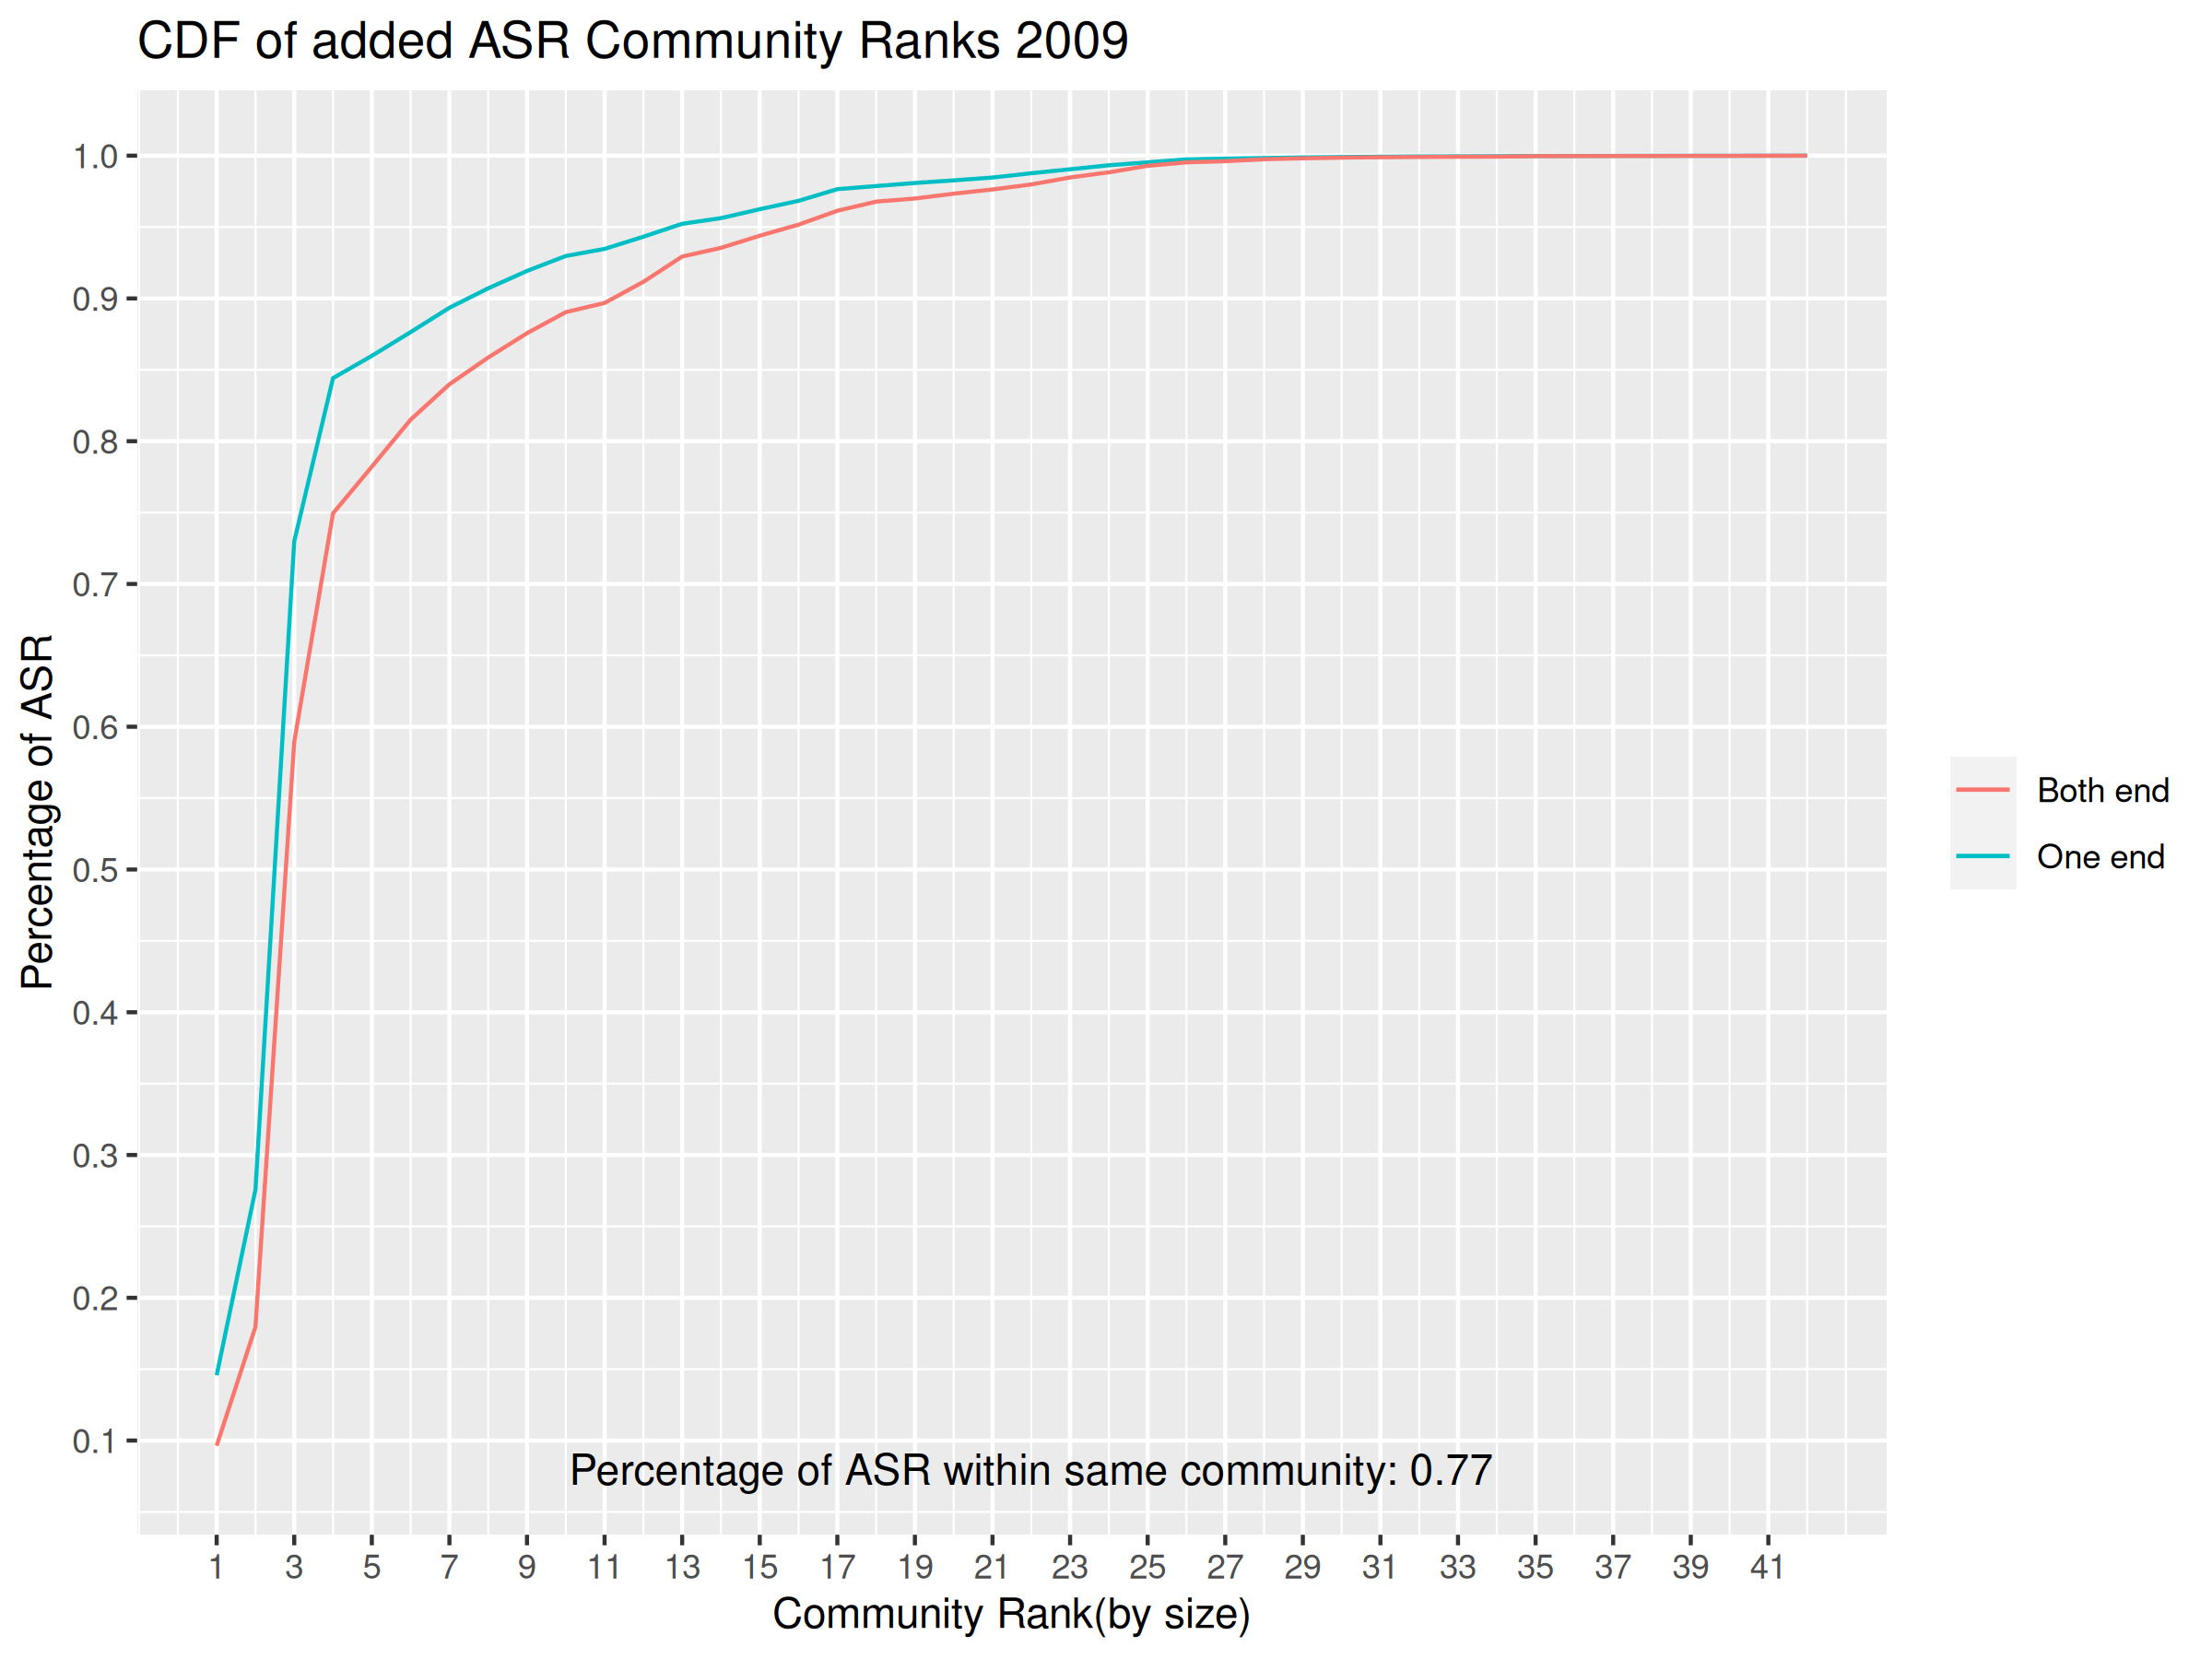 CDF of added ASR Community Ranks 2009
Percentage of ASR
1.0
0.9
0.8
0.7
0.6
0.5
0.4
0.3
0.2
0.1
Percentage of ASR within same community: 0.77
1 3 5 7 9 11 13 15 17 19 21 23 25 27 29 31 33 35 37 39 41
Community Rank(by size)
Both end
One end